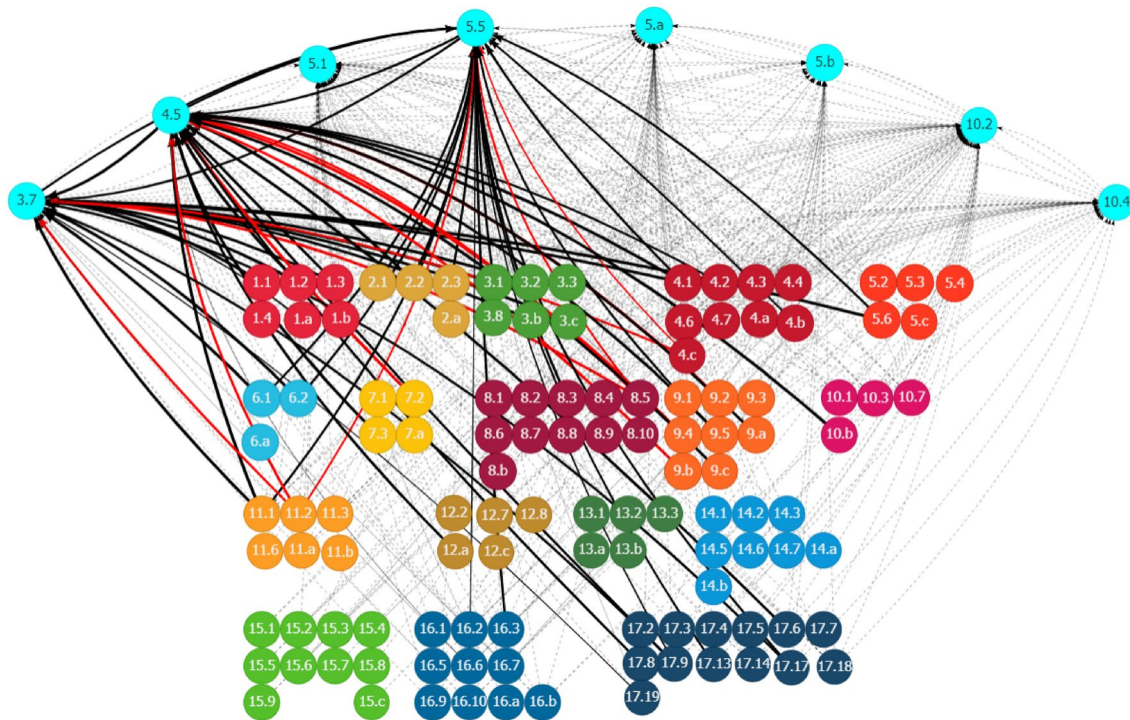 5.5
5.a
5.1
5.b
4.5
10.2
3.7
10.4
1.1 1.2 1.3 2.1 2.2 2.3 3.1 3.2 3.3 4.1 4.2 4.3 4.4 5.2 5.3 5.4
1.4 1.a 1.b 2.a 3.8 3.b 3.c 4.6 4.7 4.a 4.b 5.6 5.c
4.c
6.1 6.2 7.1 7.2 8.1 8.2 8.3 8.4 8.5 9.1 9.2 9.3 10.1 10.3 10.7
6.a 7.3 7.a 8.6 8.7 8.8 8.9 8.10 9.4 9.5 9.a 10.b
8.b 9.b 9.c
11.1 11.2 11.3 12.2 12.7 12.8 13.1 13.2 13.3 14.1 14.2 14.3
11.6 11.a 11.b 12.a 12.c 13.a 13.b 14.5 14.6 14.7 14.a
14.b
15.1 15.2 15.3 15.4 16.1 16.2 16.3 17.2 17.3 17.4 17.5 17.6 17.7
15.5 15.6 15.7 15.8 16.5 16.6 16.7 17.8 17.9 17.13 17.14 17.17 17.18
15.9 15.c 16.9 16.10 16.a 16.b 17.19